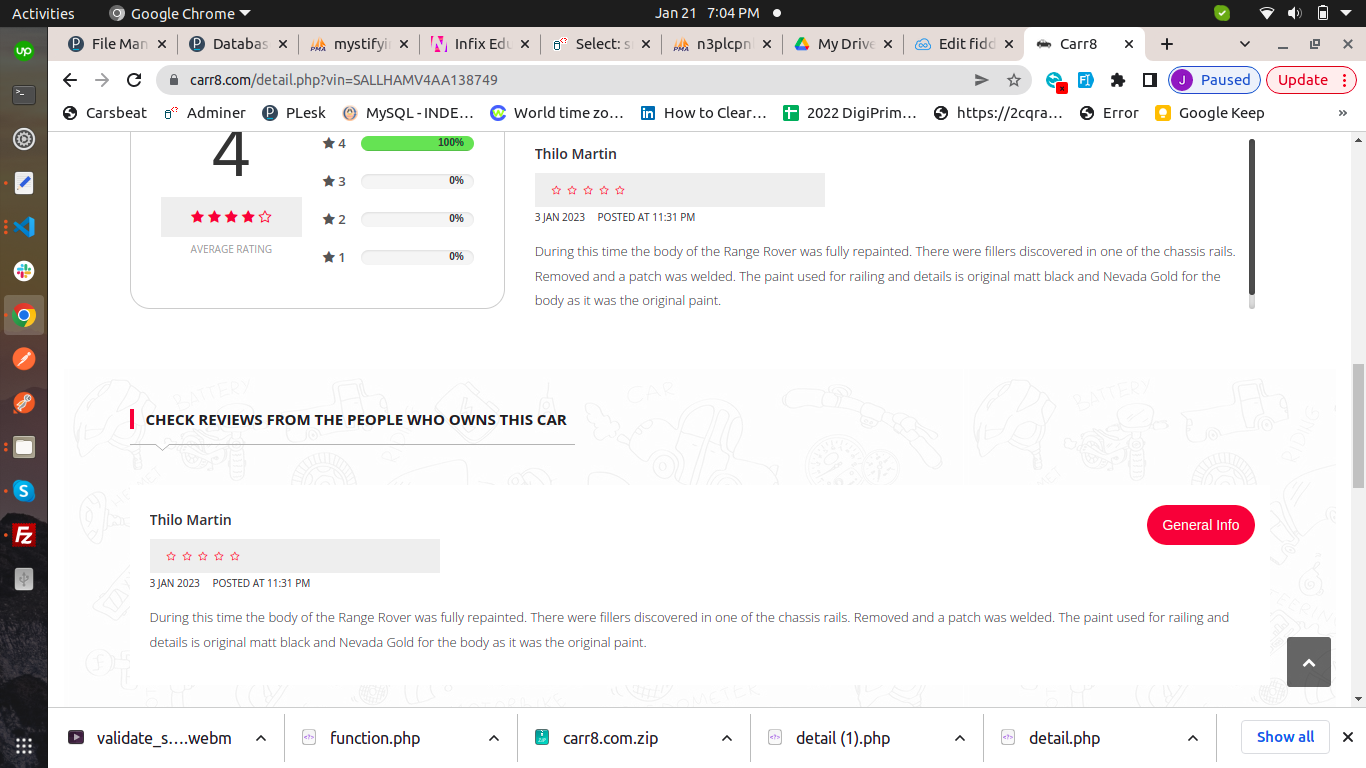 Activities Google Chrome Jan 21 7:04 PM
File Man Databas mystifyi Infix Edu Select: s n3plcpnl My Drive Edit fidd Carr8
carr8.com/detail.php?vin=SALLHAMV4AA138749 J Paused Update
Carsbeat Adminer PLesk MySQL - INDE… World time zo… How to Clear… 2022 DigiPrim… https://2cqra… Error Google Keep »
4
★ 4 100%
★ 3 0%
★ 2 0%
★ 1 0%
AVERAGE RATING
Thilo Martin
3 JAN 2023 POSTED AT 11:31 PM
During this time the body of the Range Rover was fully repainted. There were fillers discovered in one of the chassis rails.
Removed and a patch was welded. The paint used for railing and details is original matt black and Nevada Gold for the
body as it was the original paint.
BATTERY CAR BATTERY
CHECK REVIEWS FROM THE PEOPLE WHO OWNS THIS CAR
Thilo Martin
General Info
3 JAN 2023 POSTED AT 11:31 PM
During this time the body of the Range Rover was fully repainted. There were fillers discovered in one of the chassis rails. Removed and a patch was welded. The paint used for railing and
details is original matt black and Nevada Gold for the body as it was the original paint.
validate_s….webm function.php carr8.com.zip detail (1).php detail.php Show all